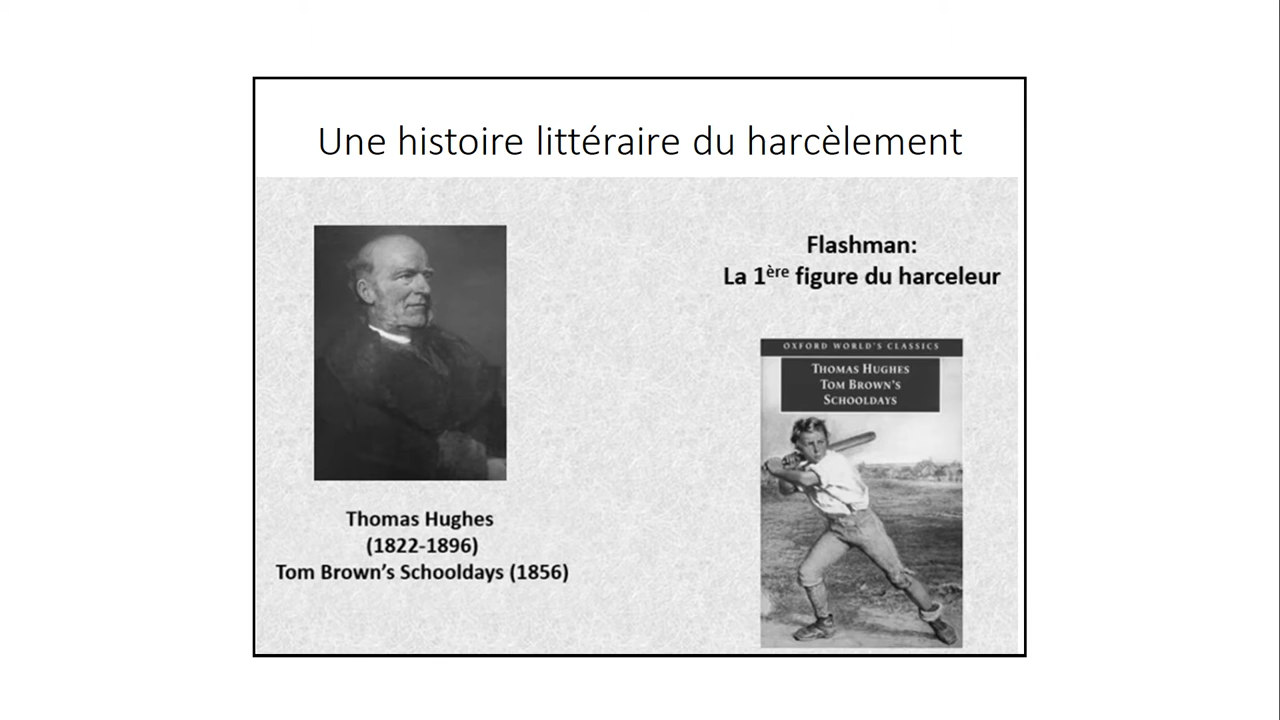 Une histoire littéraire du harcèlement
Thomas Hughes
(1822-1896)
Tom Brown’s Schooldays (1856)
Flashman:
La 1ère figure du harceleur
OXFORD WORLD’S CLASSICS
THOMAS HUGHES
TOM BROWN’S
SCHOOLDAYS